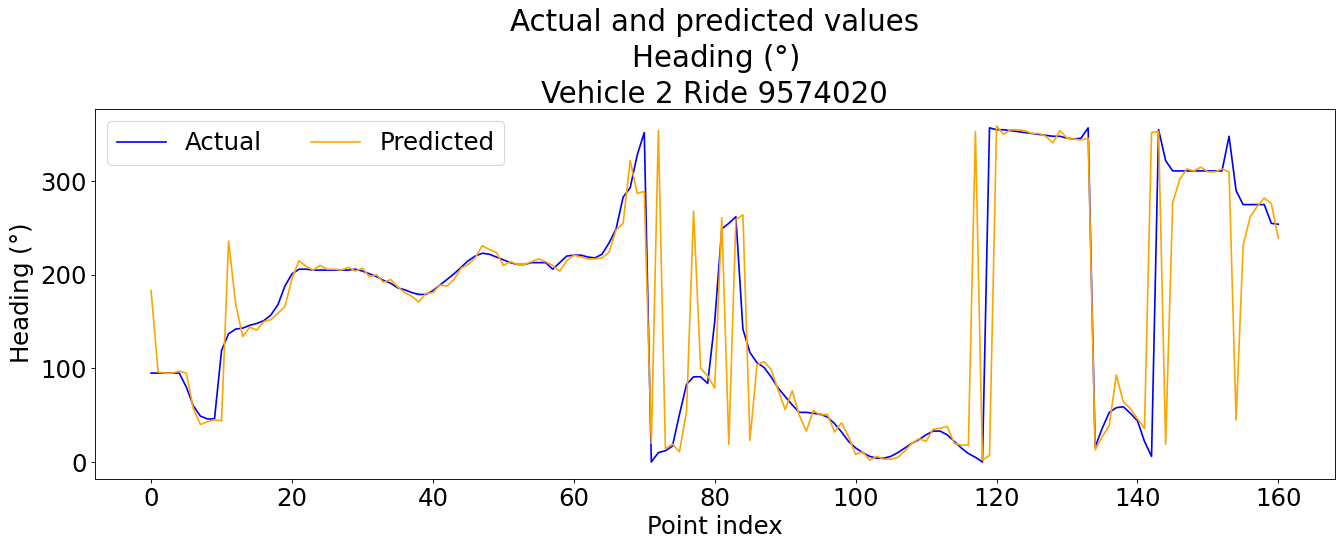 Actual and predicted values
Heading (°)
Vehicle 2 Ride 9574020
Actual
Predicted
Heading (°)
300
200
100
0
0
20
40
60
80
100
120
140
160
Point index